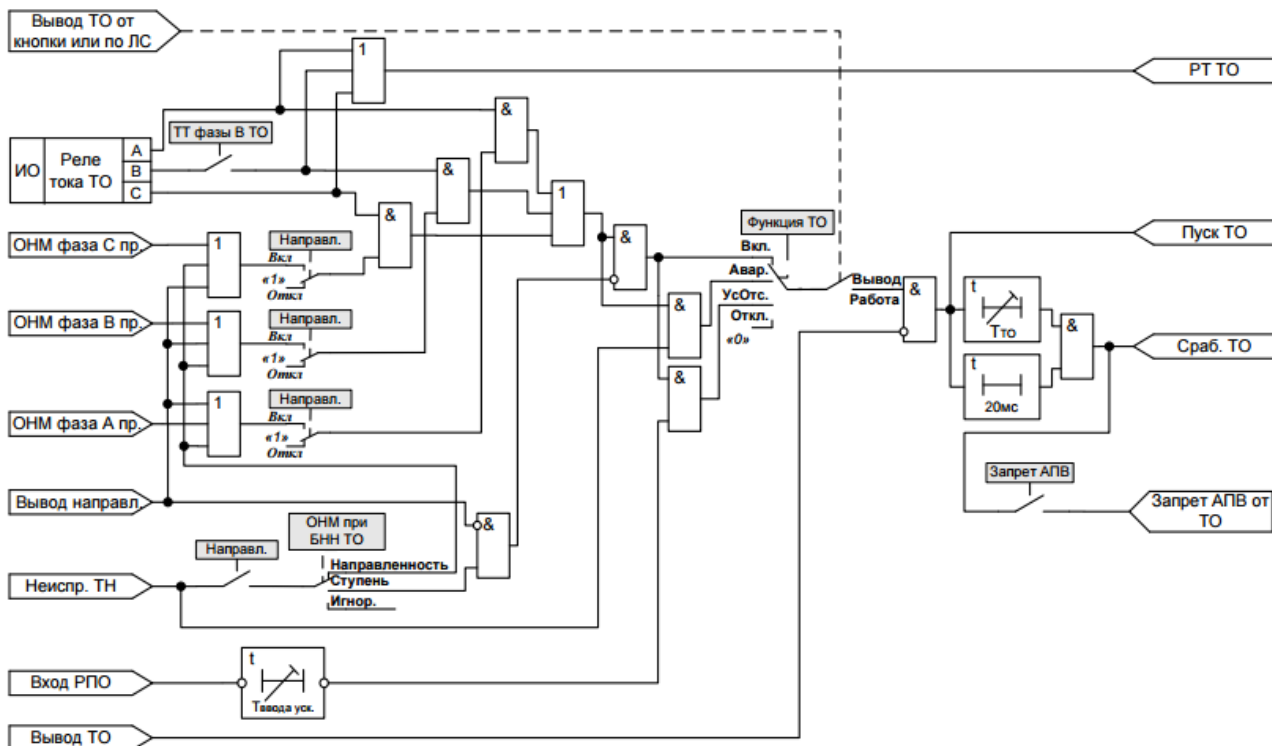 Вывод ТО от
кнопки или по ЛС
1
РТ ТО
&
ТТ фазы В ТО
ИО
Реле
тока ТО
А
В
С
&
&
1
ОНМ фаза С пр.
1
Направл.
Вкл
«1»
Откл
&
Функция ТО
Вкл.
Авар.
УсОтс.
Откл.
«0»
Вывод
Работа
&
Пуск ТО
t
Тто
&
Сраб. ТО
t
20мс
ОНМ фаза В пр.
1
Направл.
Вкл
«1»
Откл
&
&
ОНМ фаза А пр.
1
Направл.
Вкл
«1»
Откл
Запрет АПВ
Запрет АПВ от
ТО
Вывод направл.
&
ОНМ при
БНН ТО
Направл.
Направленность
Ступень
Игнор.
Неиспр. ТН
Вход РПО
t
Тввода уск.
Вывод ТО